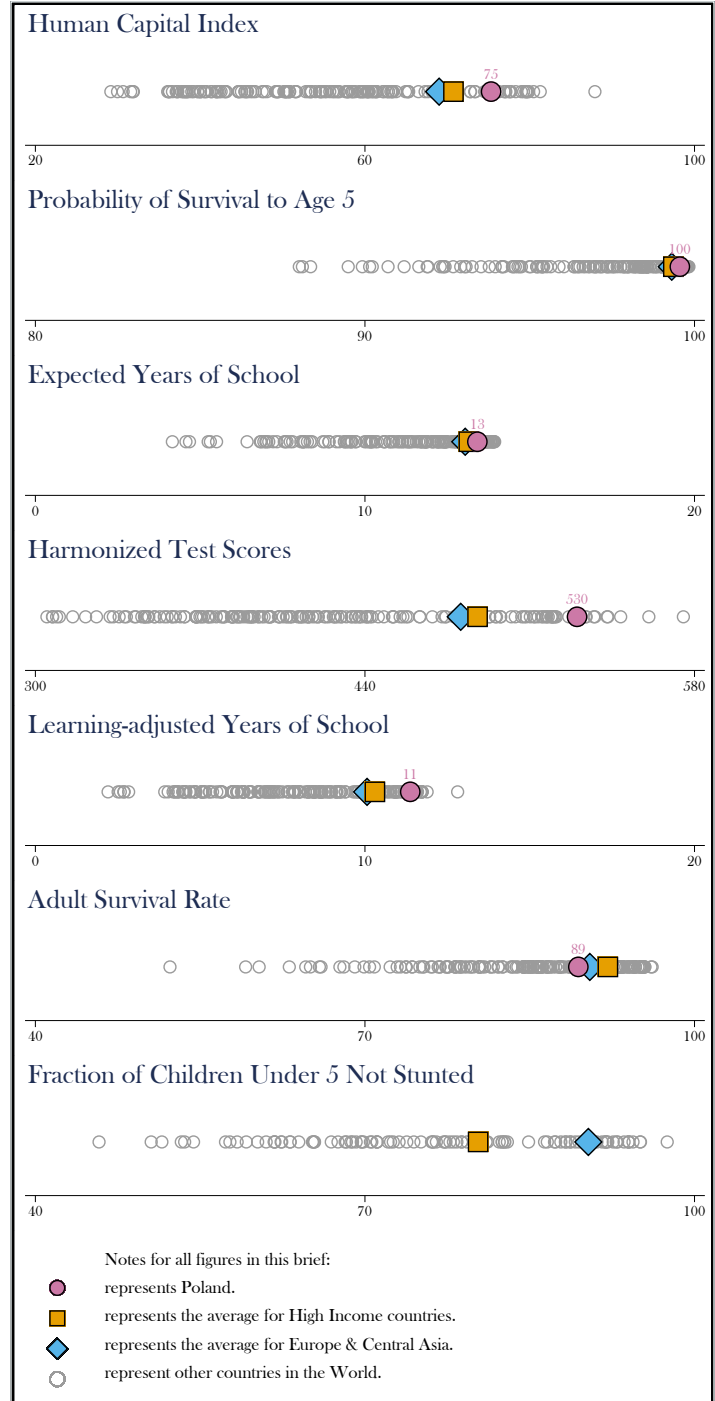 Human Capital Index
75
20 60 100
Probability of Survival to Age 5
100
80 90 100
Expected Years of School
13
0 10 20
Harmonized Test Scores
530
300 440 580
Learning-adjusted Years of School
11
0 10 20
Adult Survival Rate
89
40 70 100
Fraction of Children Under 5 Not Stunted
40 70 100
Notes for all figures in this brief:
represents Poland.
represents the average for High Income countries.
represents the average for Europe & Central Asia.
represent other countries in the World.